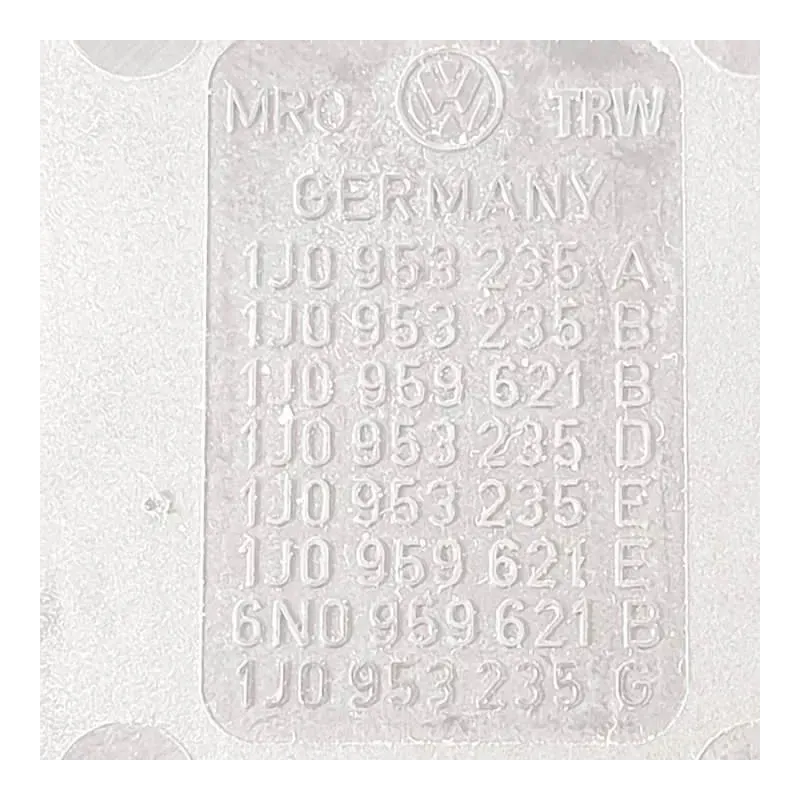 MRO VW TRW
GERMANY
1J0 953 235 A
1J0 953 235 B
1J0 959 621 B
1J0 953 235 D
1J0 953 235 E
1J0 959 621 E
6N0 959 621 B
1J0 953 235 G